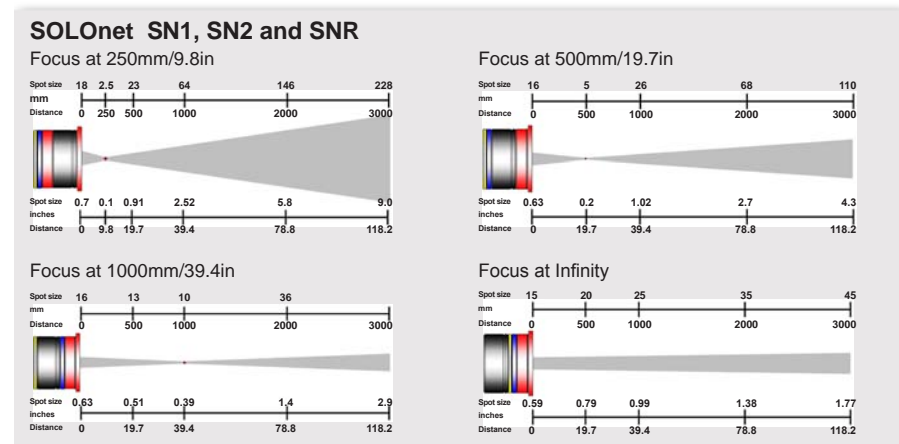 SOLOnet SN1, SN2 and SNR
Focus at 250mm/9.8in
Spot size 18 2.5 23 64 146 228
mm
Distance 0 250 500 1000 2000 3000
Spot size 0.7 0.1 0.91 2.52 5.8 9.0
inches
Distance 0 9.8 19.7 39.4 78.8 118.2
Focus at 500mm/19.7in
Spot size 16 5 26 68 110
mm
Distance 0 500 1000 2000 3000
Spot size 0.63 0.2 1.02 2.7 4.3
inches
Distance 0 19.7 39.4 78.8 118.2
Focus at 1000mm/39.4in
Spot size 16 13 10 36
mm
Distance 0 500 1000 2000 3000
Spot size 0.63 0.51 0.39 1.4 2.9
inches
Distance 0 19.7 39.4 78.8 118.2
Focus at Infinity
Spot size 15 20 25 35 45
mm
Distance 0 500 1000 2000 3000
Spot size 0.59 0.79 0.99 1.38 1.77
inches
Distance 0 19.7 39.4 78.8 118.2